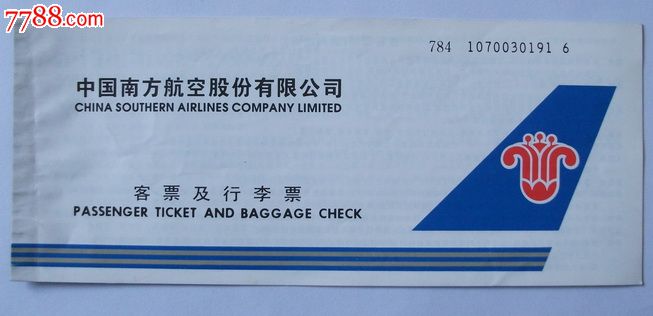 7788.com
784 1070030191 6
中国南方航空股份有限公司
CHINA SOUTHERN AIRLINES COMPANY LIMITED
客票及行李票
PASSENGER TICKET AND BAGGAGE CHECK